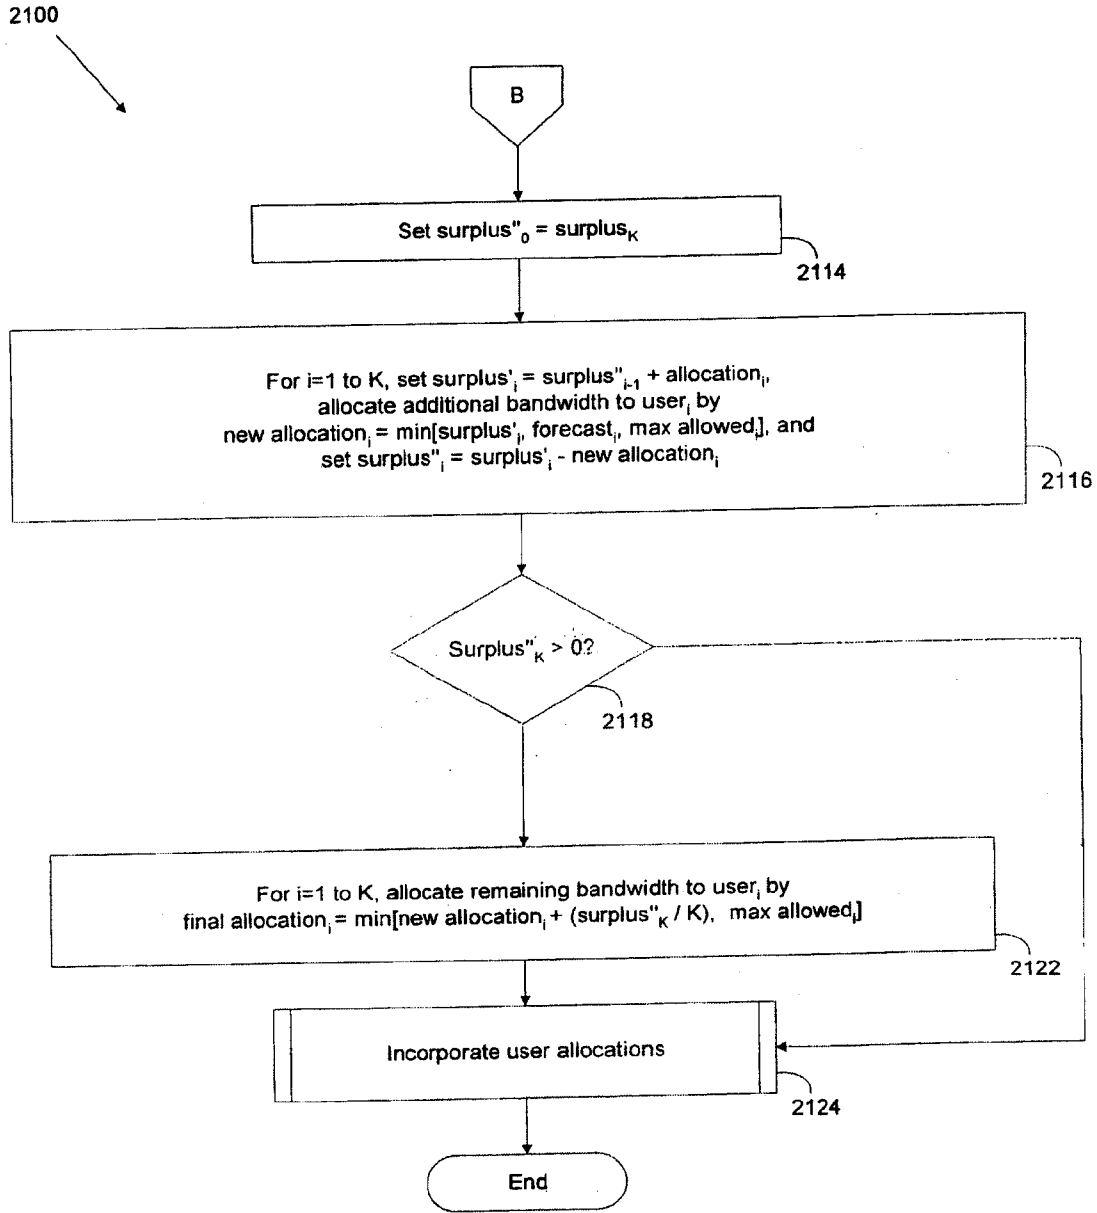 2100
B
Set surplus"₀ = surplus_K
2114
For i=1 to K, set surplus'ᵢ = surplus"ᵢ₋₁ + allocationᵢ,
allocate additional bandwidth to userᵢ by
new allocationᵢ = min[surplus'ᵢ, forecastᵢ, max allowedᵢ], and
set surplus"ᵢ = surplus'ᵢ - new allocationᵢ
2116
Surplus"_K > 0?
2118
For i=1 to K, allocate remaining bandwidth to userᵢ by
final allocationᵢ = min[new allocationᵢ + (surplus"_K / K), max allowedᵢ]
2122
Incorporate user allocations
2124
End